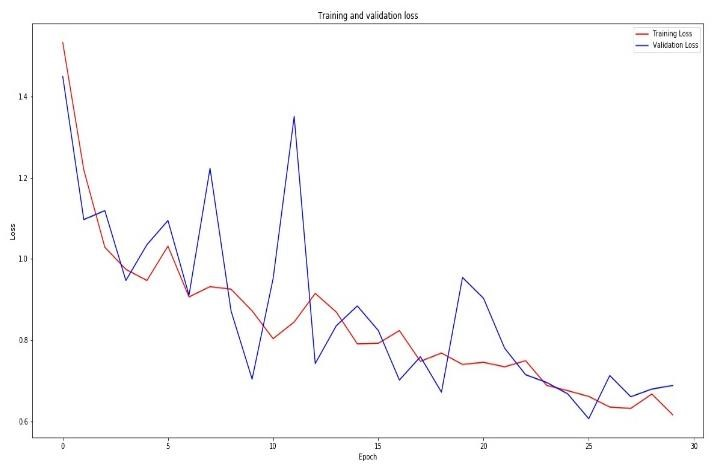 Training and validation loss
Training Loss
Validation Loss
1.4
1.2
1.0
0.8
0.6
Loss
0 5 10 15 20 25 30
Epoch